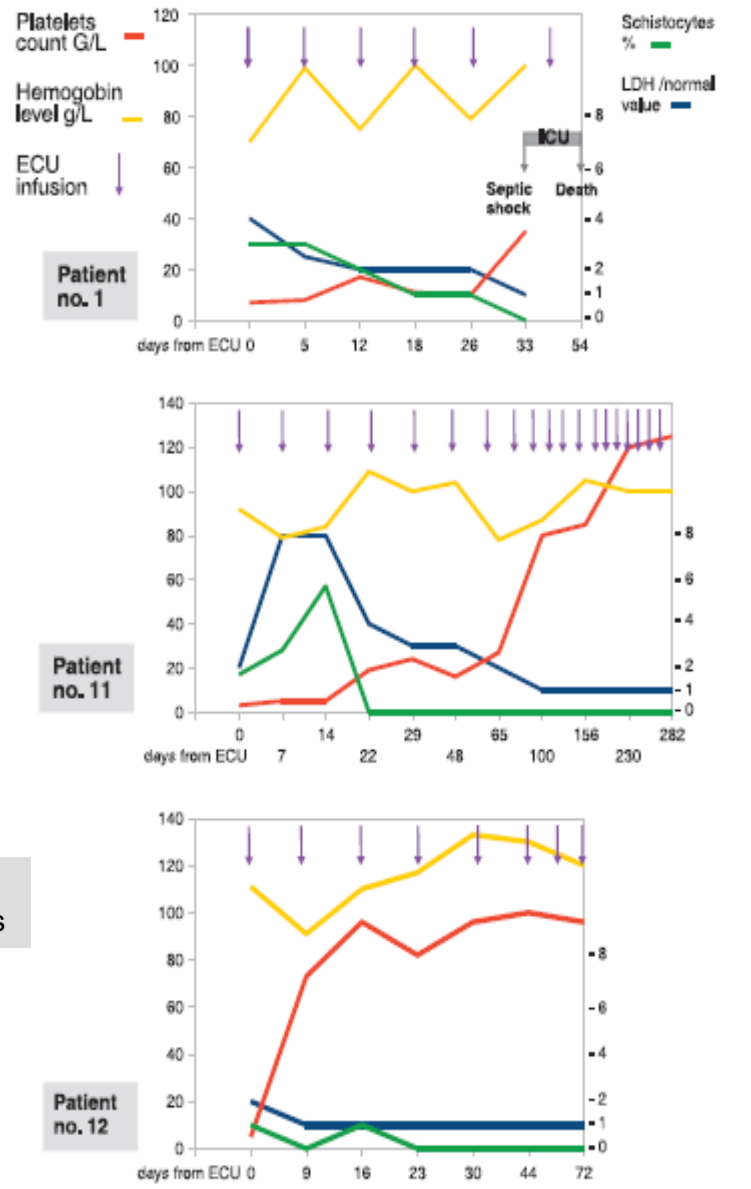 Platelets
count G/L
Hemogobin
level g/L
ECU
infusion
Schistocytes
%
LDH /normal
value
Patient
no. 1
120
100
80
60
40
20
0
8
6
4
2
1
0
ICU
Septic
shock
Death
days from ECU 0 5 12 18 26 33 54
Patient
no. 11
140
120
100
80
60
40
20
0
8
6
4
2
1
0
0 14 29 65 156 282
days from ECU 7 22 48 100 230
s
Patient
no. 12
140
120
100
80
60
40
20
0
8
6
4
2
1
0
days from ECU 0 9 16 23 30 44 72